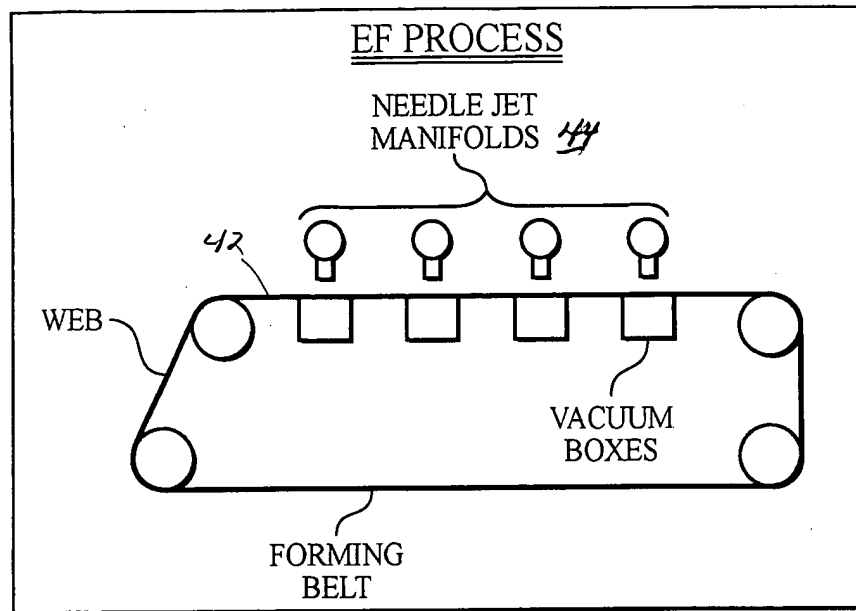 EF PROCESS
NEEDLE JET
MANIFOLDS 44
42
WEB
VACUUM
BOXES
FORMING
BELT